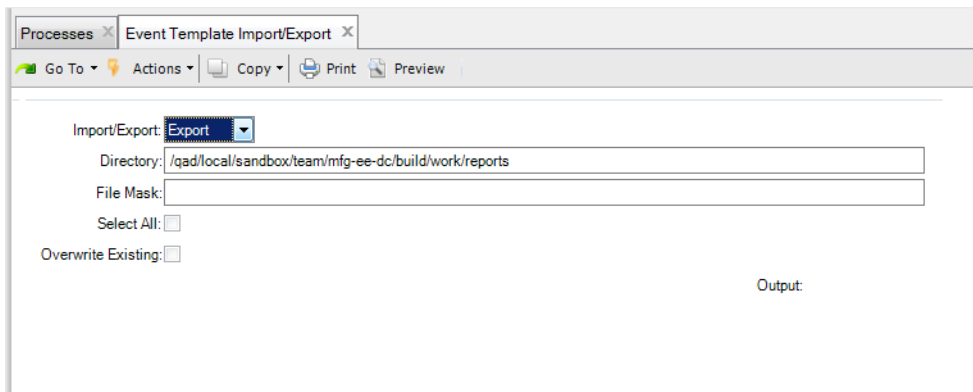 Processes Event Template Import/Export
Go To Actions Copy Print Preview
Import/Export: Export
Directory: /qad/local/sandbox/team/mfg-ee-dc/build/work/reports
File Mask:
Select All:
Overwrite Existing:
Output: